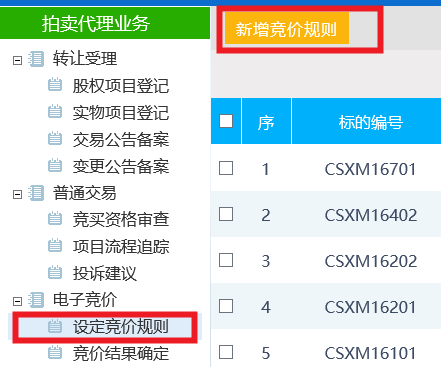 拍卖代理业务
转让受理
股权项目登记
实物项目登记
交易公告备案
变更公告备案
普通交易
竞买资格审查
项目流程追踪
投诉建议
电子竞价
设定竞价规则
竞价结果确定
新增竞价规则
序 标的编号
1 CSXM16701
2 CSXM16402
3 CSXM16202
4 CSXM16201
5 CSXM16101